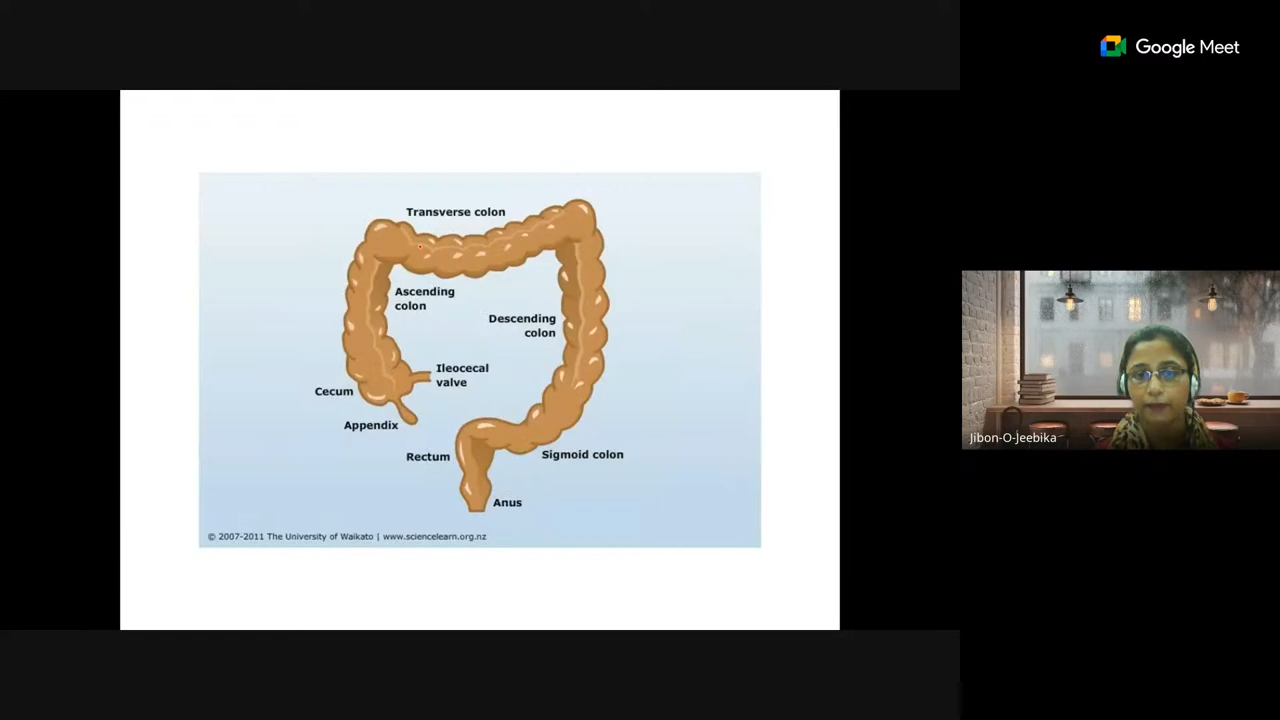 Google Meet
Transverse colon
Ascending
colon
Descending
colon
Ileocecal
valve
Cecum
Appendix
Rectum
Sigmoid colon
Anus
© 2007-2011 The University of Waikato | www.sciencelearn.org.nz
Jibon-O-Jeebika